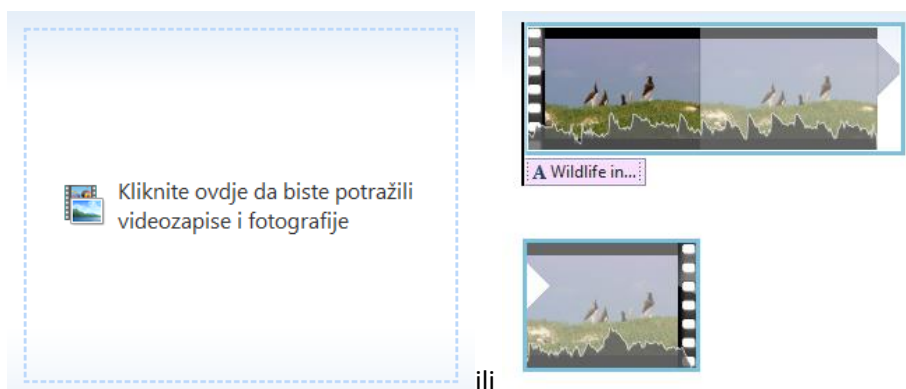 Kliknite ovdje da biste potražili
videozapise i fotografije
ili
A Wildlife in...